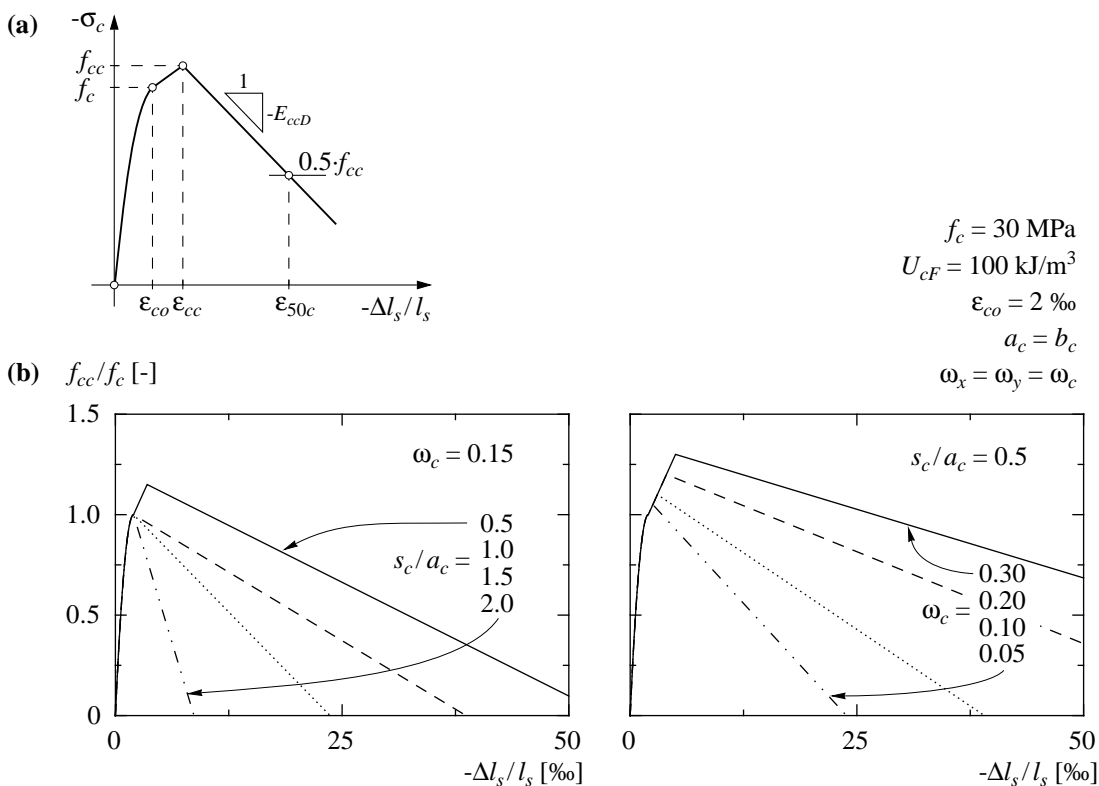 (a)
-σc
fcc
fc
1
-EccD
0.5·fcc
εco εcc ε50c -Δls/ls
fc = 30 MPa
UcF = 100 kJ/m3
εco = 2 ‰
ac = bc
ωx = ωy = ωc
(b) fcc/fc [-]
1.5
1.0
0.5
0
ωc = 0.15
sc/ac =
0.5
1.0
1.5
2.0
0 25 50
-Δls/ls [‰]
sc/ac = 0.5
ωc =
0.30
0.20
0.10
0.05
0 25 50
-Δls/ls [‰]